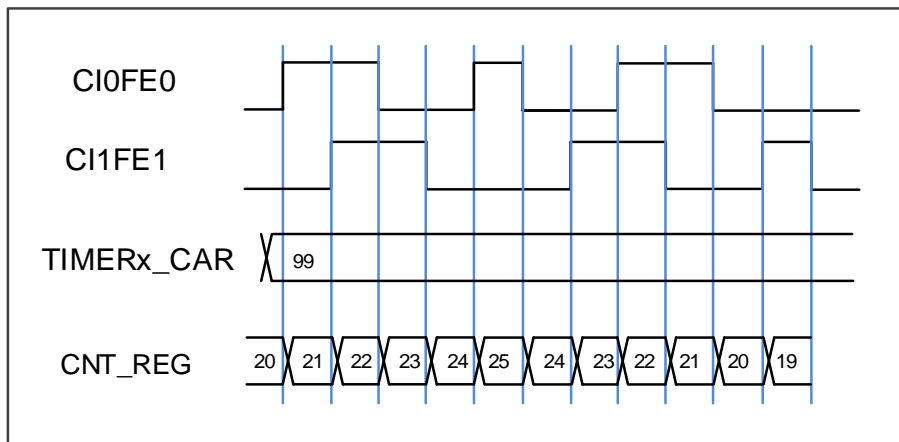 CI0FE0
CI1FE1
TIMERx_CAR 99
CNT_REG 20 21 22 23 24 25 24 23 22 21 20 19